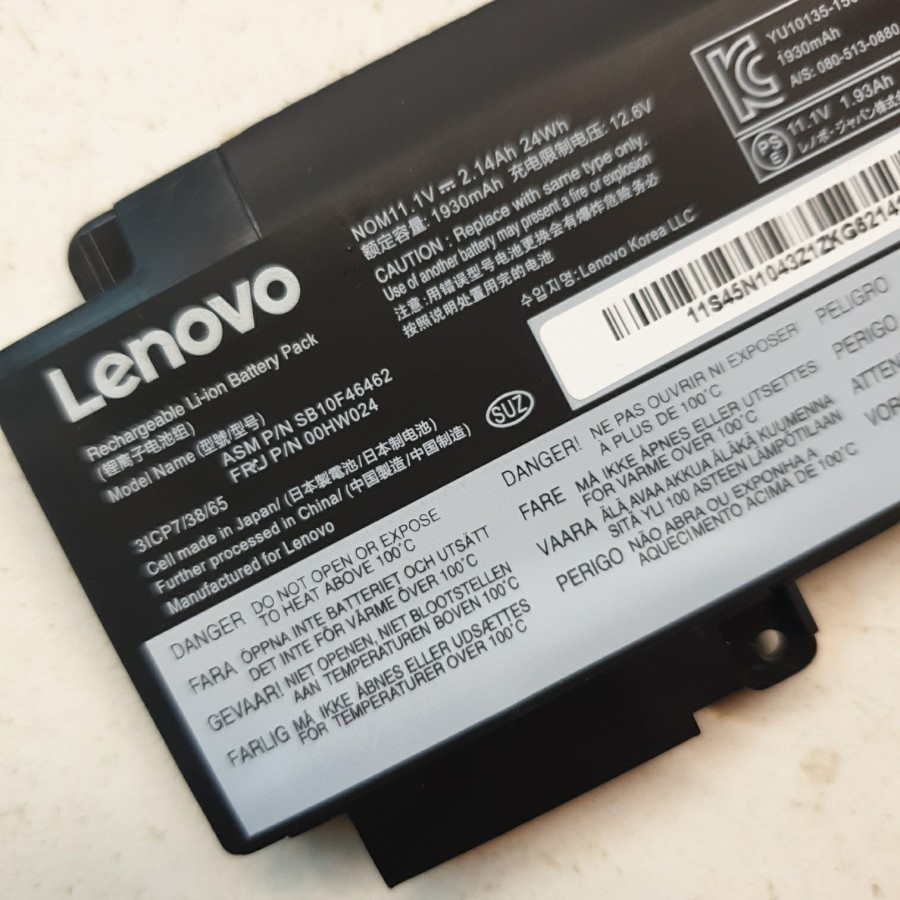 Lenovo
Rechargeable Li-ion Battery Pack
(锂离子电池组)
Model Name (型號/型号)
ASM P/N SB10F46462
FRU P/N 00HW024
3ICP7/38/65
Cell made in Japan/ (日本製電池/日本制电池)
Further processed in China/ (中国製造/中国制造)
Manufactured for Lenovo
SUZ
NOM11.1V ⎓ 2.14Ah 24Wh
额定容量: 1930mAh 充电限制电压: 12.6V
CAUTION : Replace with same type only.
Use of another battery may present a fire or explosion
注意:用错误型号电池更换会有爆炸危险务必
按照说明处置用完的电池
수입자명: Lenovo Korea LLC
YU10135-150
1930mAh
A/S: 080-513-0880
PS E
11.1V 1.93Ah
レノボ・ジャパン株式
11S45N1043Z1ZKG6214
DANGER DO NOT OPEN OR EXPOSE
TO HEAT ABOVE 100°C
FARA ÖPPNA INTE BATTERIET OCH UTSÄTT
DET INTE FÖR VÄRME ÖVER 100°C
GEVAAR! NIET OPENEN, NIET BLOOTSTELLEN
AAN TEMPERATUREN BOVEN 100°C
FARLIG MÅ IKKE ÅBNES ELLER UDSÆTTES
FOR TEMPERATURER OVER 100°C
DANGER! NE PAS OUVRIR NI EXPOSER
A PLUS DE 100°C
FARE MÅ IKKE ÅPNES ELLER UTSETTES
FOR VARME OVER 100°C
VAARA ÄLÄ AVAA AKKUA ÄLÄKÄ KUUMENNA
SITÄ YLI 100 ASTEEN LÄMPÖTILAAN
PERIGO NÃO ABRA OU EXPONHA A
AQUECIMENTO ACIMA DE 100°C
PELIGRO
PERIGO
ATTEN
VOR